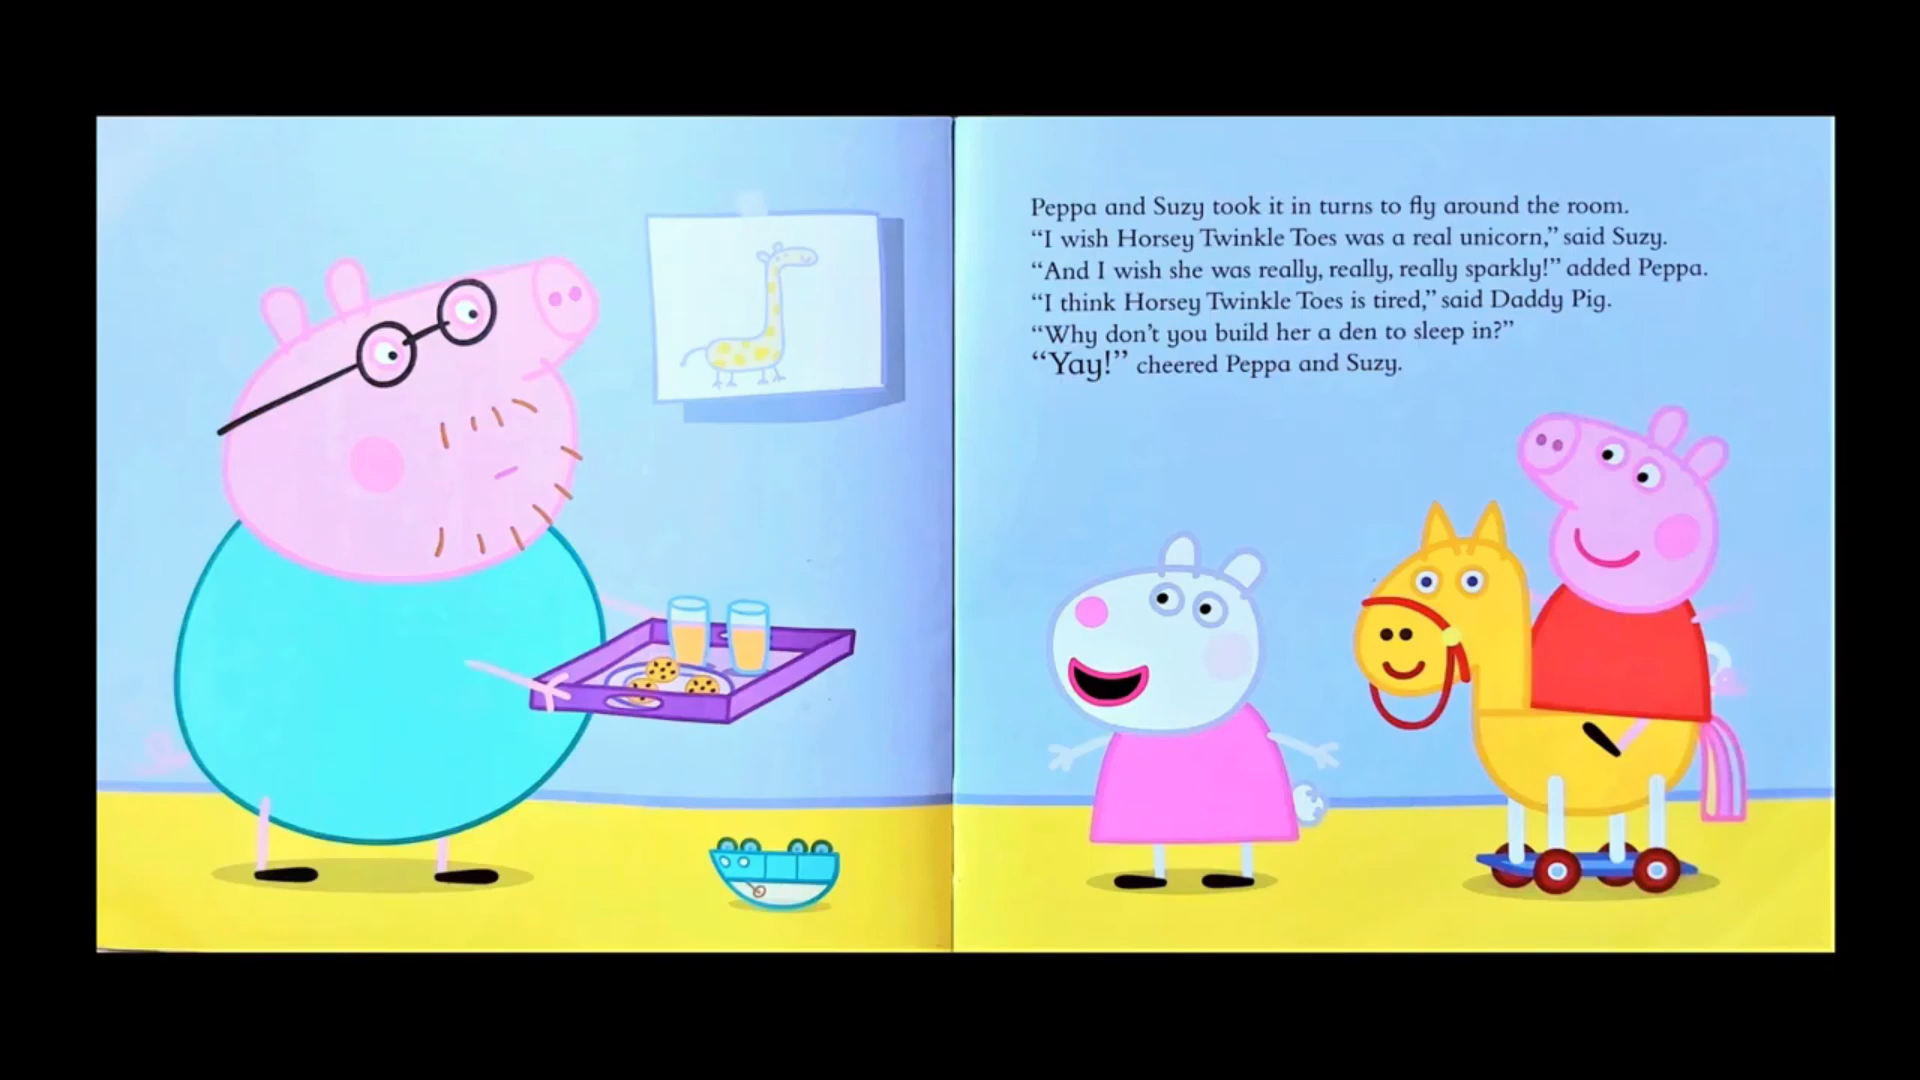 Peppa and Suzy took it in turns to fly around the room.
“I wish Horsey Twinkle Toes was a real unicorn,” said Suzy.
“And I wish she was really, really, really sparkly!” added Peppa.
“I think Horsey Twinkle Toes is tired,” said Daddy Pig.
“Why don’t you build her a den to sleep in?”
“Yay!” cheered Peppa and Suzy.